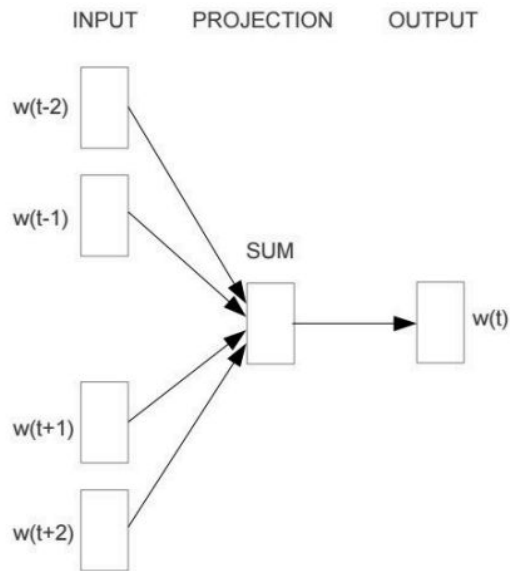 INPUT PROJECTION OUTPUT
w(t-2)
w(t-1)
SUM
w(t)
w(t+1)
w(t+2)